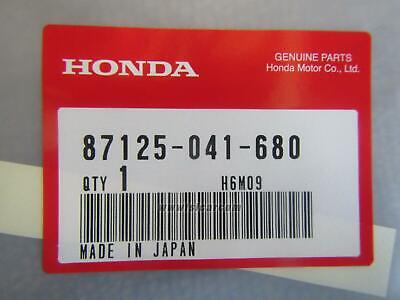 HONDA
GENUINE PARTS
Honda Motor Co., Ltd.
87125-041-680
QTY 1 H6M09
MADE IN JAPAN